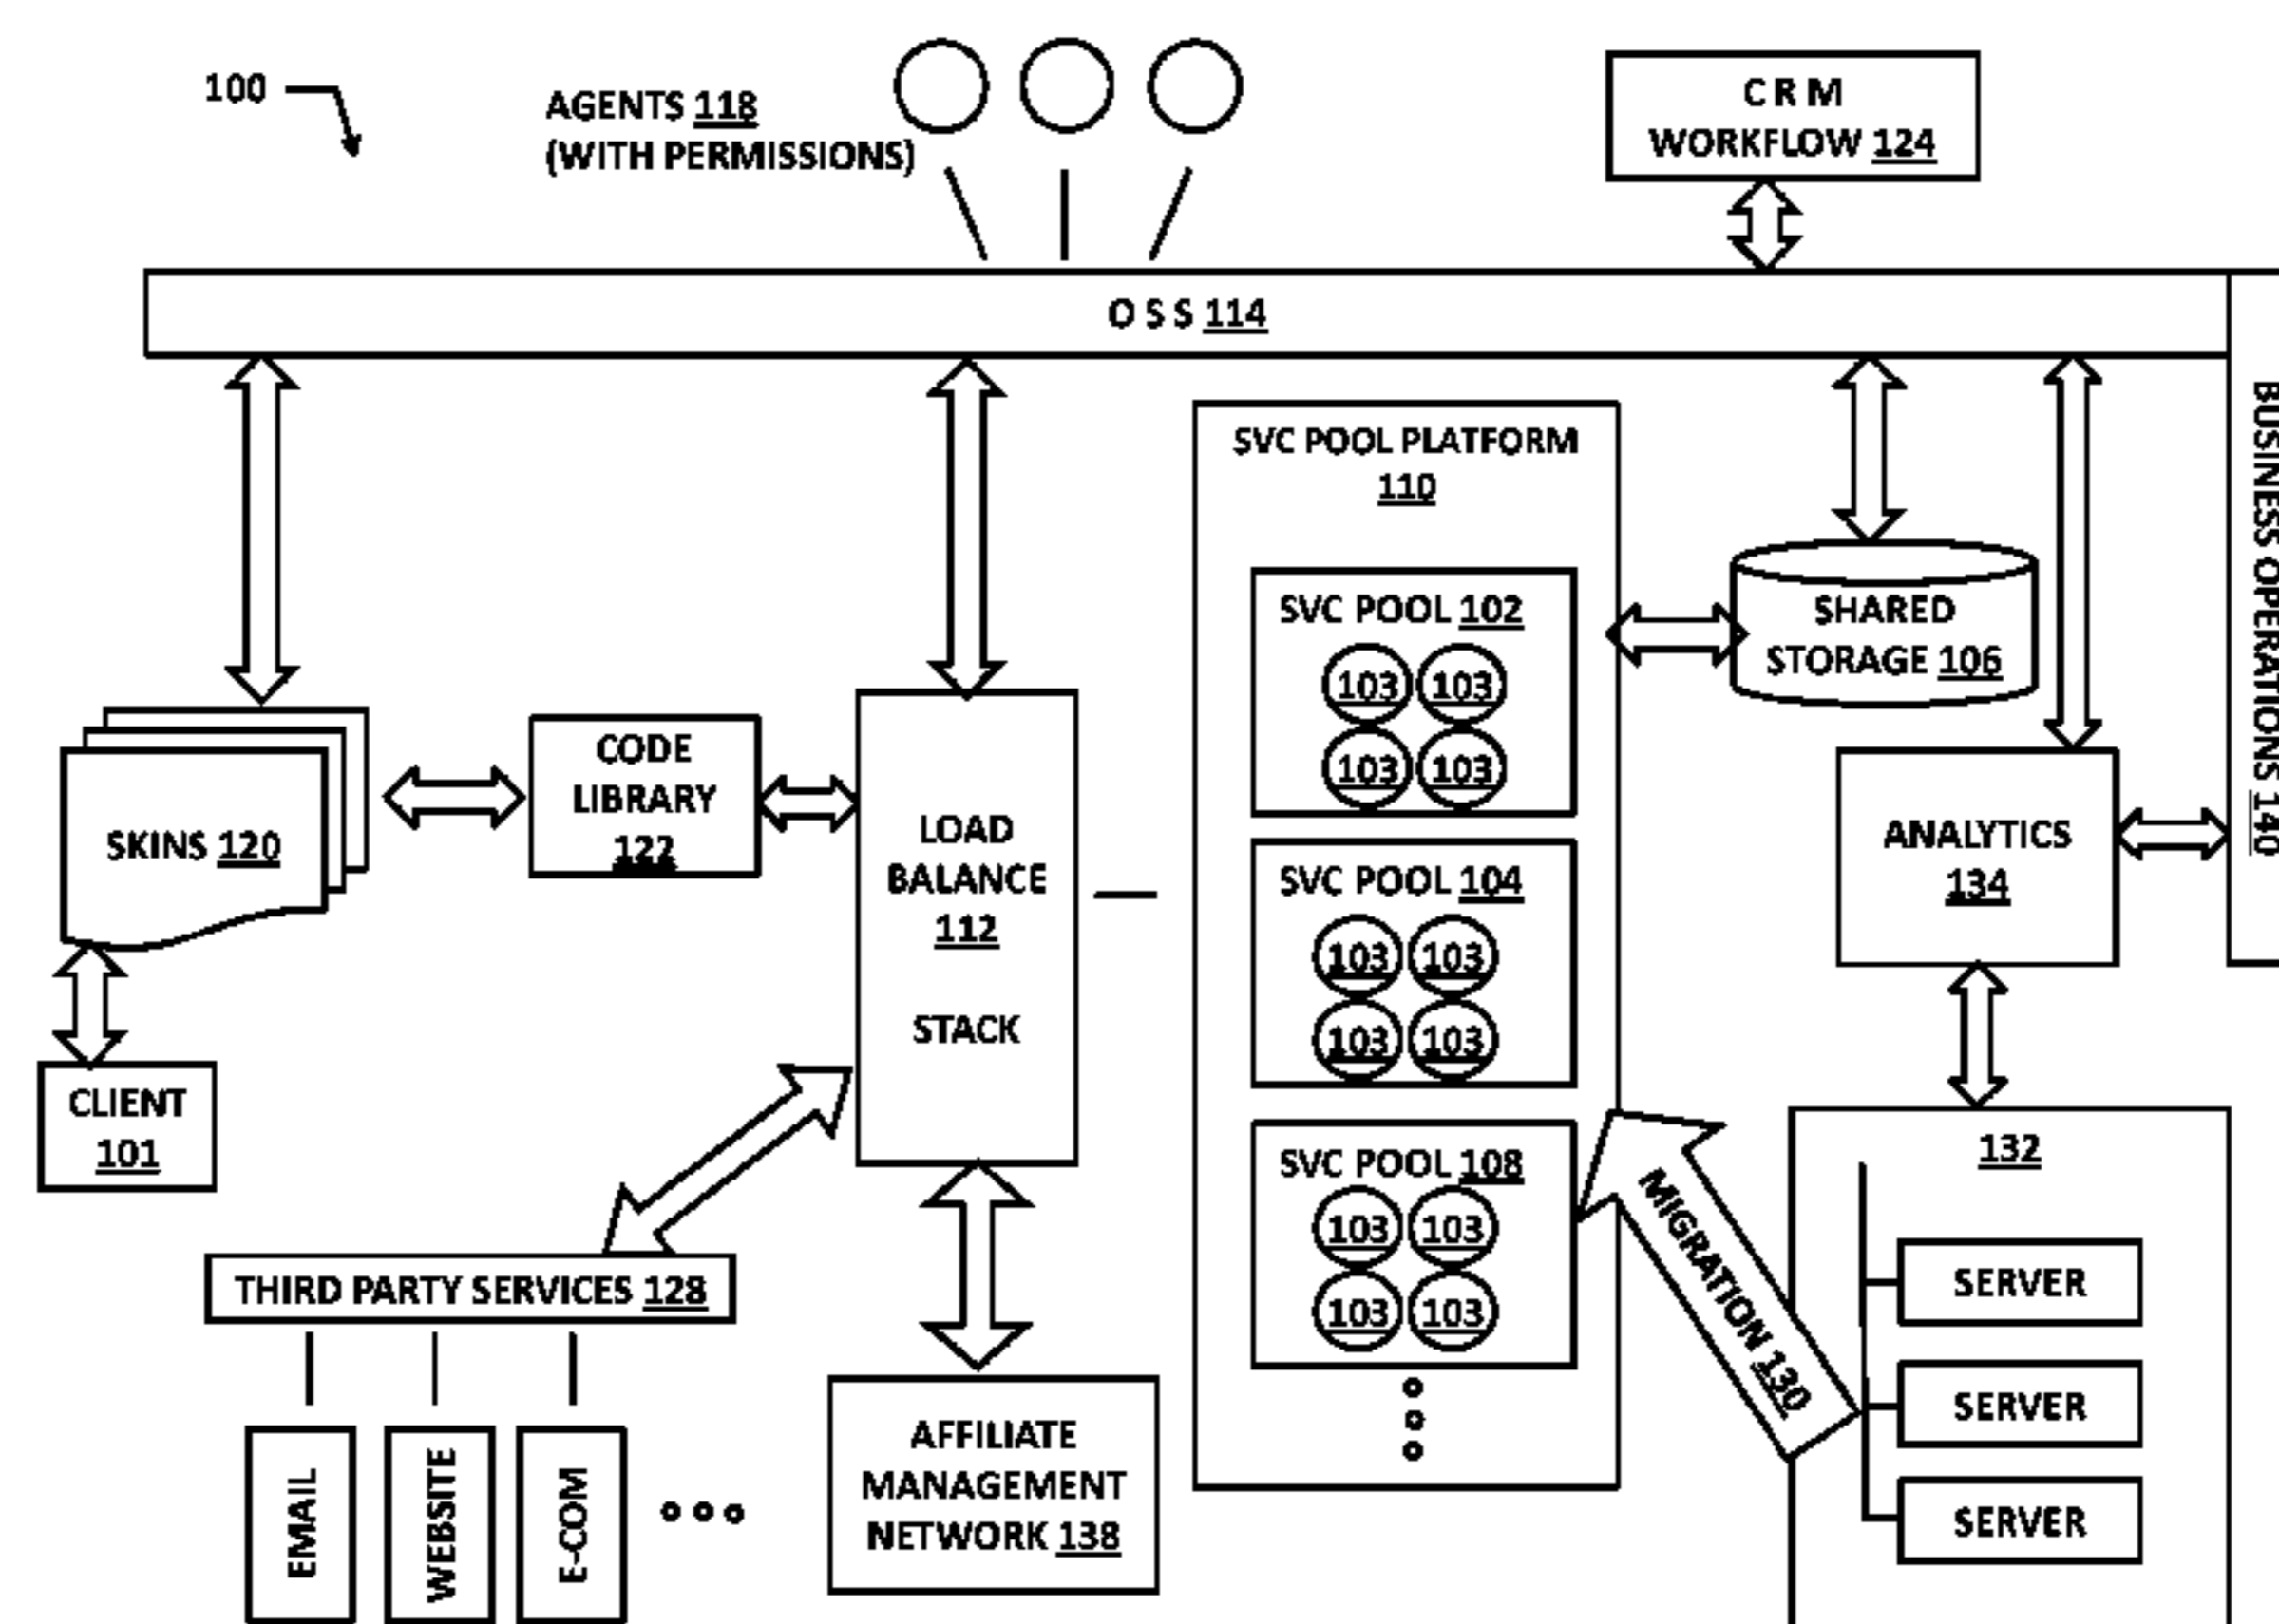 100
AGENTS 118
(WITH PERMISSIONS)
C R M
WORKFLOW 124
O S S 114
BUSINESS OPERATIONS 140
SVC POOL PLATFORM
110
SVC POOL 102
103 103
103 103
SHARED
STORAGE 106
SKINS 120
CODE
LIBRARY
122
LOAD
BALANCE
112
STACK
SVC POOL 104
103 103
103 103
ANALYTICS
134
CLIENT
101
SVC POOL 108
103 103
103 103
MIGRATION 130
132
SERVER
SERVER
SERVER
THIRD PARTY SERVICES 128
EMAIL
WEBSITE
E-COM
AFFILIATE
MANAGEMENT
NETWORK 138